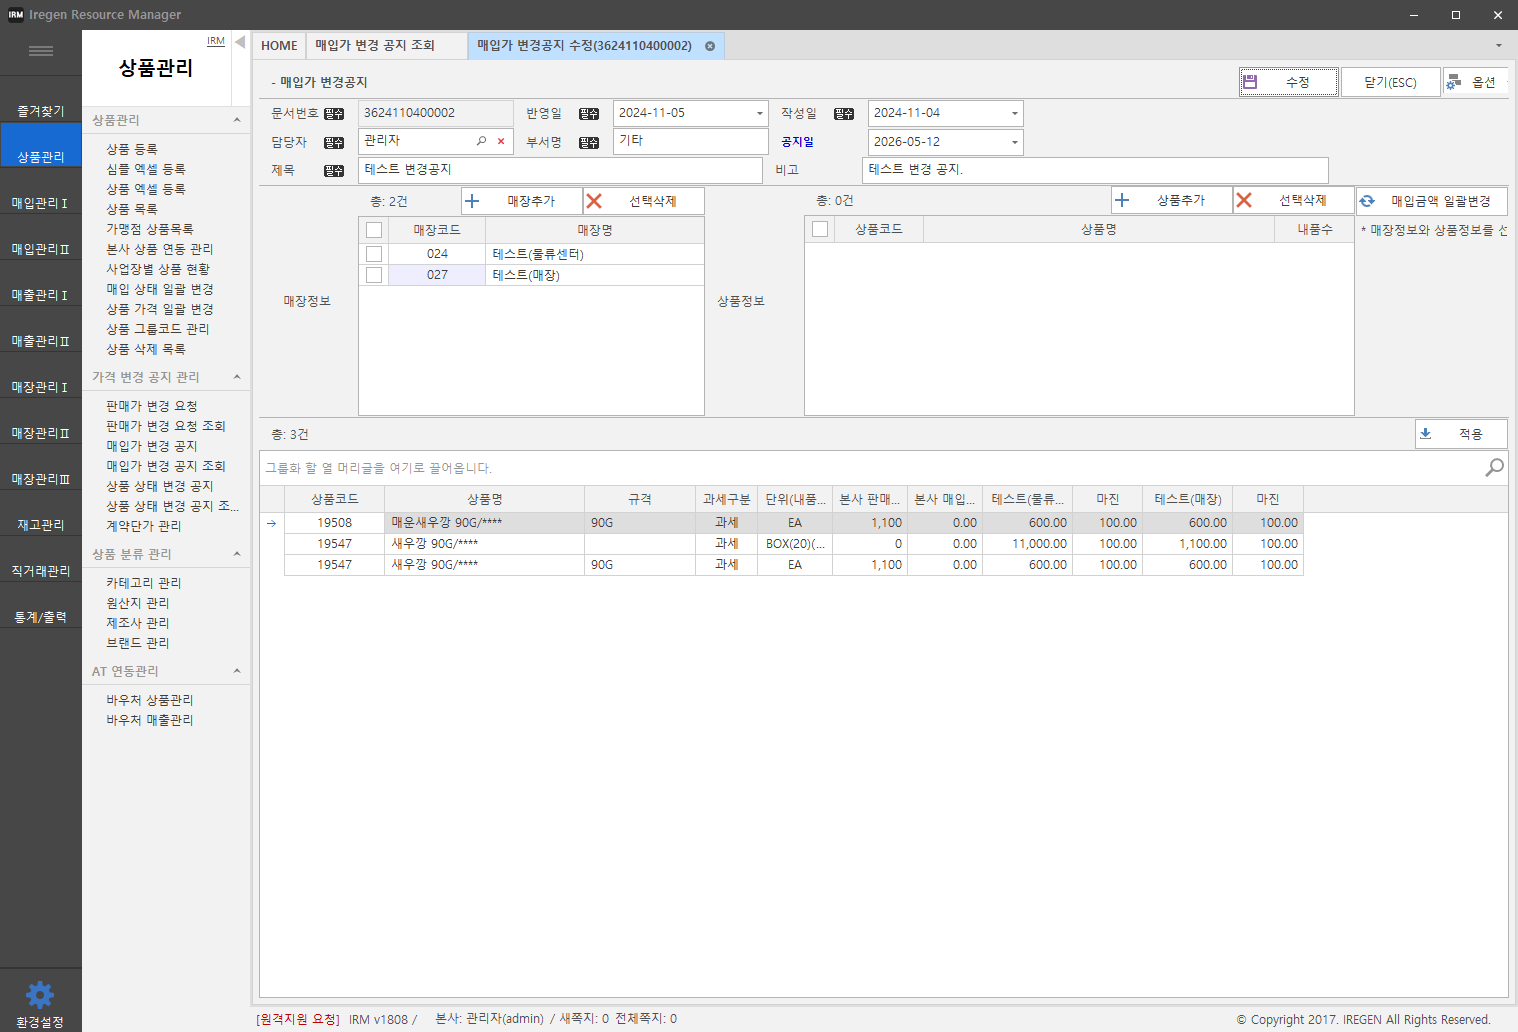 IRM Iregen Resource Manager
즐겨찾기
상품관리
매입관리Ⅰ
매입관리Ⅱ
매출관리Ⅰ
매출관리Ⅱ
매장관리Ⅰ
매장관리Ⅱ
매장관리Ⅲ
재고관리
직거래관리
통계/출력
환경설정
IRM
상품관리
상품관리
상품 등록
심플 엑셀 등록
상품 엑셀 등록
상품 목록
가맹점 상품목록
본사 상품 연동 관리
사업장별 상품 현황
매입 상태 일괄 변경
상품 가격 일괄 변경
상품 그룹코드 관리
상품 삭제 목록
가격 변경 공지 관리
판매가 변경 요청
판매가 변경 요청 조회
매입가 변경 공지
매입가 변경 공지 조회
상품 상태 변경 공지
상품 상태 변경 공지 조...
계약단가 관리
상품 분류 관리
카테고리 관리
원산지 관리
제조사 관리
브랜드 관리
AT 연동관리
바우처 상품관리
바우처 매출관리
HOME 매입가 변경 공지 조회 매입가 변경공지 수정(3624110400002)
- 매입가 변경공지 수정 닫기(ESC) 옵션
문서번호 필수 3624110400002 반영일 필수 2024-11-05 작성일 필수 2024-11-04
담당자 필수 관리자 부서명 필수 기타 공지일 2026-05-12
제목 필수 테스트 변경공지 비고 테스트 변경 공지.
총: 2건 매장추가 선택삭제 총: 0건 상품추가 선택삭제 매입금액 일괄변경
매장코드 매장명 상품코드 상품명 내품수 * 매장정보와 상품정보를 선
024 테스트(물류센터)
027 테스트(매장)
매장정보 상품정보
총: 3건 적용
그룹화 할 열 머리글을 여기로 끌어옵니다.
상품코드 상품명 규격 과세구분 단위(내품... 본사 판매... 본사 매입... 테스트(물류... 마진 테스트(매장) 마진
19508 매운새우깡 90G/**** 90G 과세 EA 1,100 0.00 600.00 100.00 600.00 100.00
19547 새우깡 90G/**** 과세 BOX(20)(... 0 0.00 11,000.00 100.00 1,100.00 100.00
19547 새우깡 90G/**** 90G 과세 EA 1,100 0.00 600.00 100.00 600.00 100.00
[원격지원 요청] IRM v1808 / 본사: 관리자(admin) / 새쪽지: 0 전체쪽지: 0 © Copyright 2017. IREGEN All Rights Reserved.